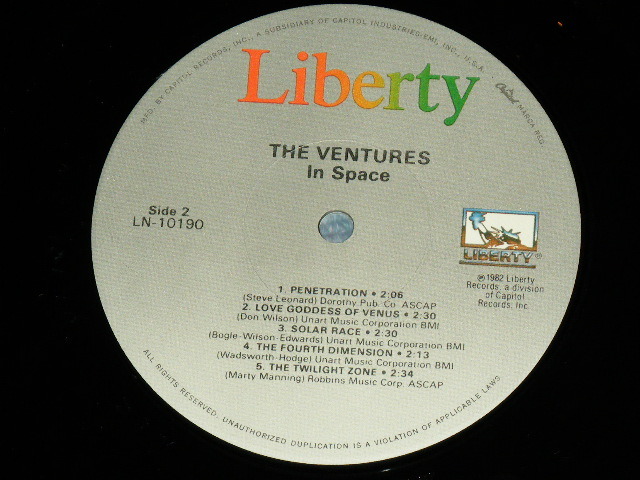 MFD. BY CAPITOL RECORDS, INC., A SUBSIDIARY OF CAPITOL INDUSTRIES-EMI, INC., U.S.A. • Capitol MARCA REG.
Liberty
THE VENTURES
In Space
Side 2
LN-10190
LIBERTY®
℗1982 Liberty
Records, a division
of Capitol
Records, Inc.
1. PENETRATION • 2:06
(Steve Leonard) Dorothy Pub. Co. ASCAP
2. LOVE GODDESS OF VENUS • 2:30
(Don Wilson) Unart Music Corporation BMI
3. SOLAR RACE • 2:30
(Bogle-Wilson-Edwards) Unart Music Corporation BMI
4. THE FOURTH DIMENSION • 2:13
(Wadsworth-Hodge) Unart Music Corporation BMI
5. THE TWILIGHT ZONE • 2:34
(Marty Manning) Robbins Music Corp. ASCAP
ALL RIGHTS RESERVED. UNAUTHORIZED DUPLICATION IS A VIOLATION OF APPLICABLE LAWS